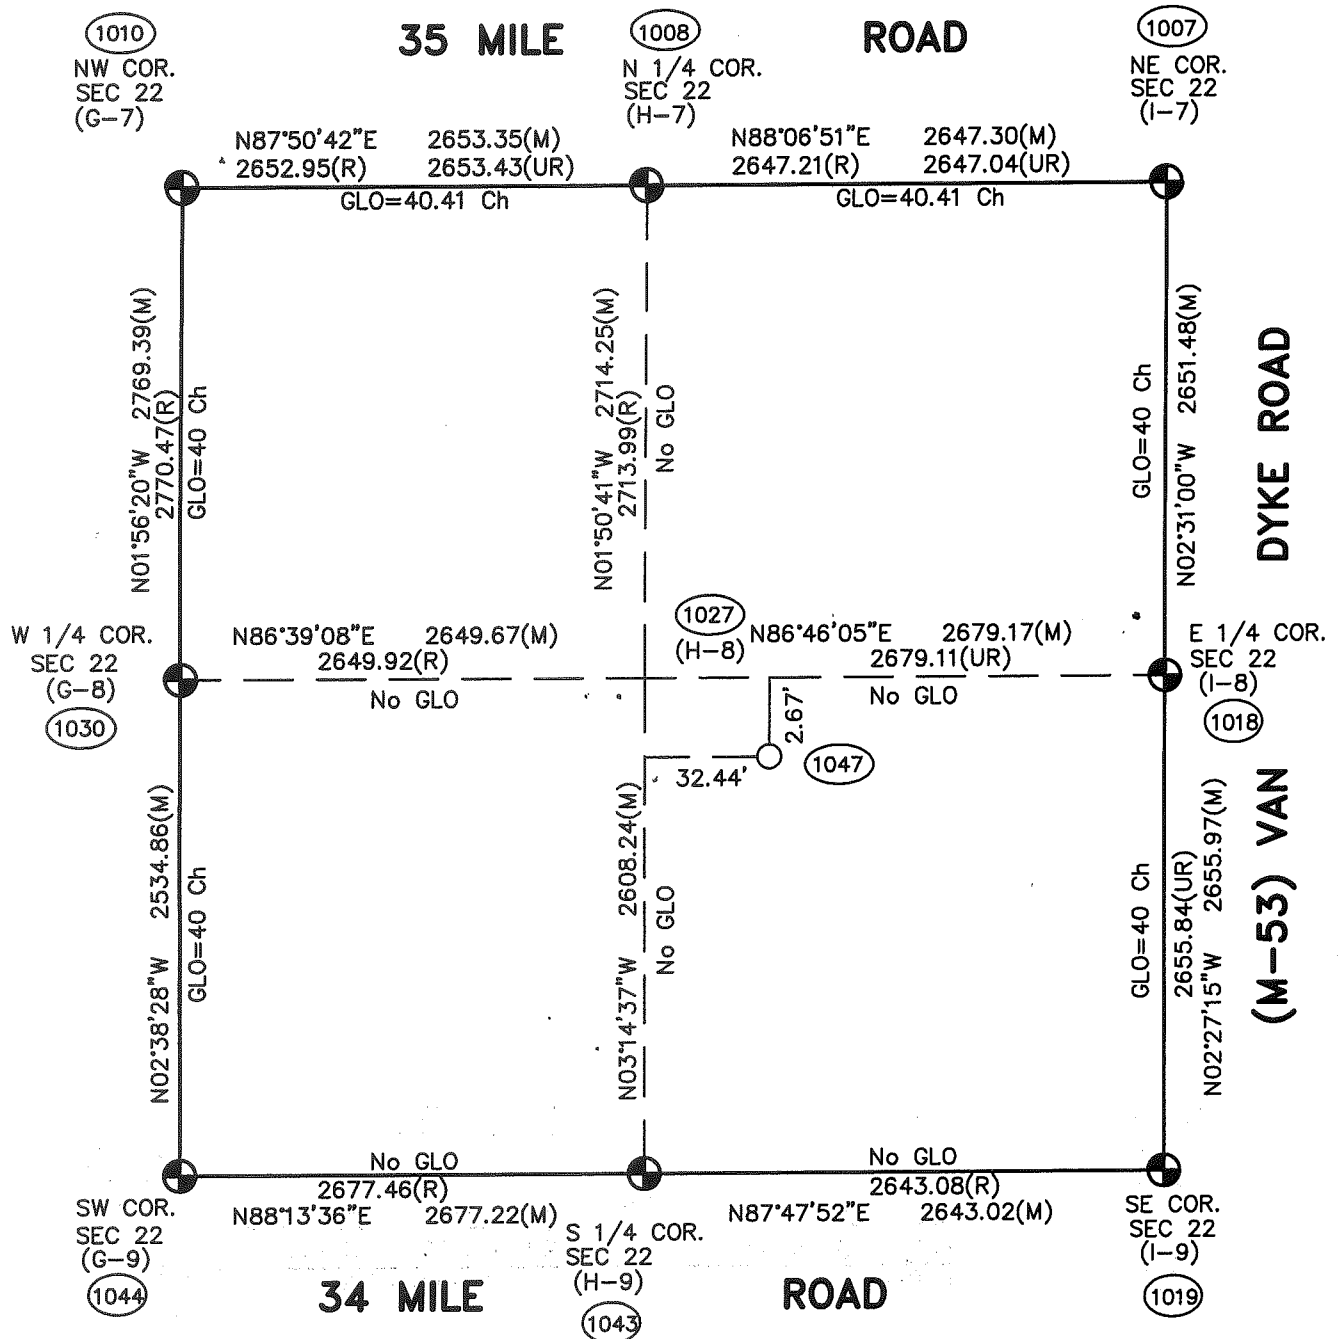 1010
35 MILE
1008
ROAD
1007
NW COR.
SEC 22
(G-7)
N 1/4 COR.
SEC 22
(H-7)
NE COR.
SEC 22
(I-7)
N87°50'42"E 2653.35(M)
2652.95(R) 2653.43(UR)
GLO=40.41 Ch
N88°06'51"E 2647.30(M)
2647.21(R) 2647.04(UR)
GLO=40.41 Ch
N01°56'20"W 2769.39(M)
2770.47(R)
GLO=40 Ch
N01°50'41"W 2714.25(M)
2713.99(R)
No GLO
GLO=40 Ch
N02°31'00"W 2651.48(M)
DYKE ROAD
W 1/4 COR.
SEC 22
(G-8)
1030
N86°39'08"E 2649.67(M)
2649.92(R)
No GLO
1027
(H-8)
N86°46'05"E 2679.17(M)
2679.11(UR)
No GLO
E 1/4 COR.
SEC 22
(I-8)
1018
2.67'
32.44'
1047
N02°38'28"W 2534.86(M)
GLO=40 Ch
N03°14'37"W 2608.24(M)
No GLO
GLO=40 Ch
2655.84(UR)
N02°27'15"W 2655.97(M)
(M-53) VAN
No GLO
2677.46(R)
N88°13'36"E 2677.22(M)
No GLO
2643.08(R)
N87°47'52"E 2643.02(M)
SW COR.
SEC 22
(G-9)
1044
S 1/4 COR.
SEC 22
(H-9)
1043
SE COR.
SEC 22
(I-9)
1019
34 MILE
ROAD